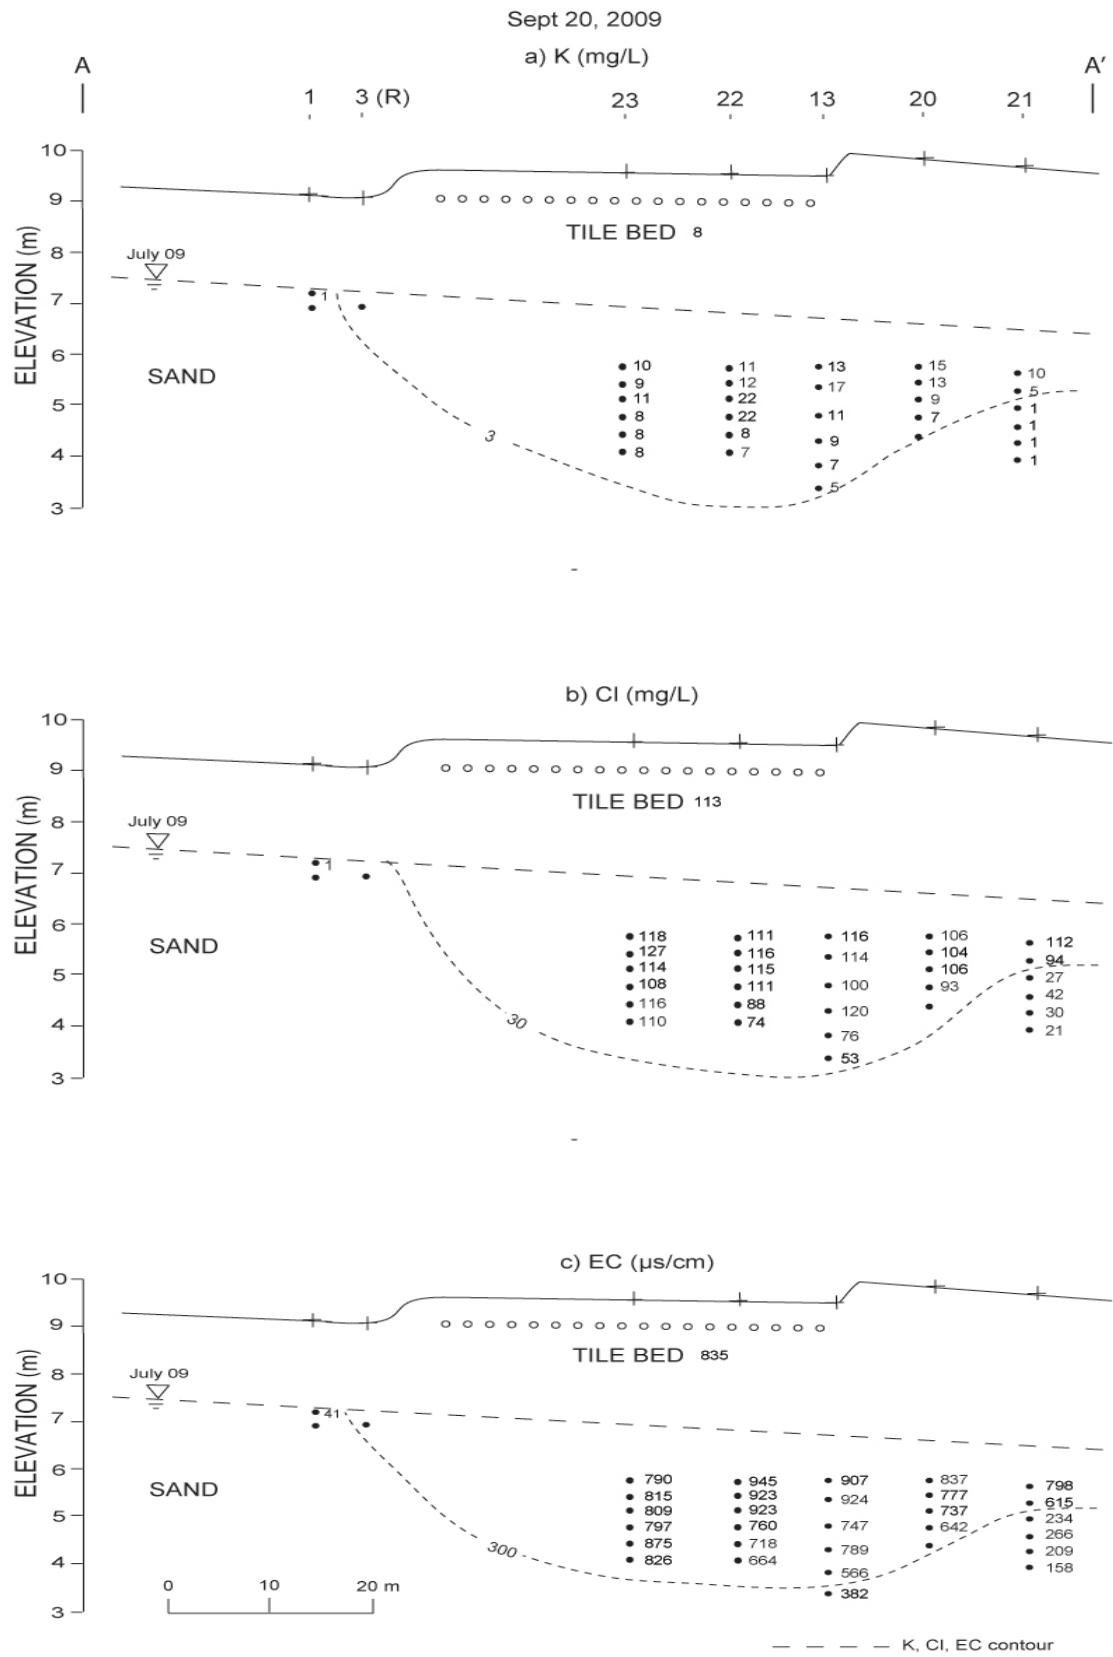 Sept 20, 2009
a) K (mg/L)
A A′
1 3 (R) 23 22 13 20 21
10
9
TILE BED 8
8
July 09
7
1
ELEVATION (m)
6
SAND
10 11 13 15 10
9 12 17 13 5
5
11 22 11 9 1
8 22 9 7 1
8 8 7 1
8 7 5 1
3
4
3
-
b) Cl (mg/L)
10
9
TILE BED 113
8
July 09
7
1
ELEVATION (m)
6
SAND
118 111 116 106 112
127 116 114 104 94
5
114 115 100 106 27
108 111 120 93 42
116 88 76 30
110 74 53 21
30
4
3
-
c) EC (µs/cm)
10
9
TILE BED 835
8
July 09
7
41
ELEVATION (m)
6
SAND
790 945 907 837 798
815 923 924 777 615
5
809 923 747 737 234
797 760 789 642 266
875 718 566 209
826 664 382 158
300
4
0 10 20 m
3
K, Cl, EC contour